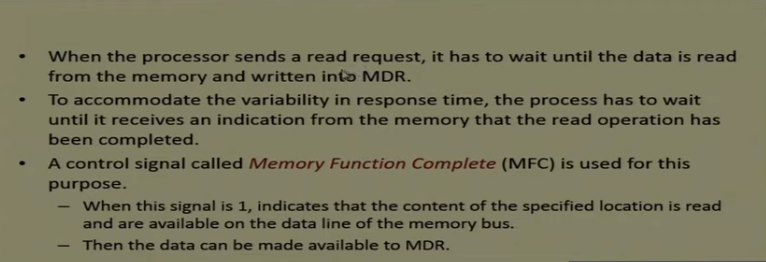 • When the processor sends a read request, it has to wait until the data is read
from the memory and written into MDR.
• To accommodate the variability in response time, the process has to wait
until it receives an indication from the memory that the read operation has
been completed.
• A control signal called Memory Function Complete (MFC) is used for this
purpose.
– When this signal is 1, indicates that the content of the specified location is read
and are available on the data line of the memory bus.
– Then the data can be made available to MDR.